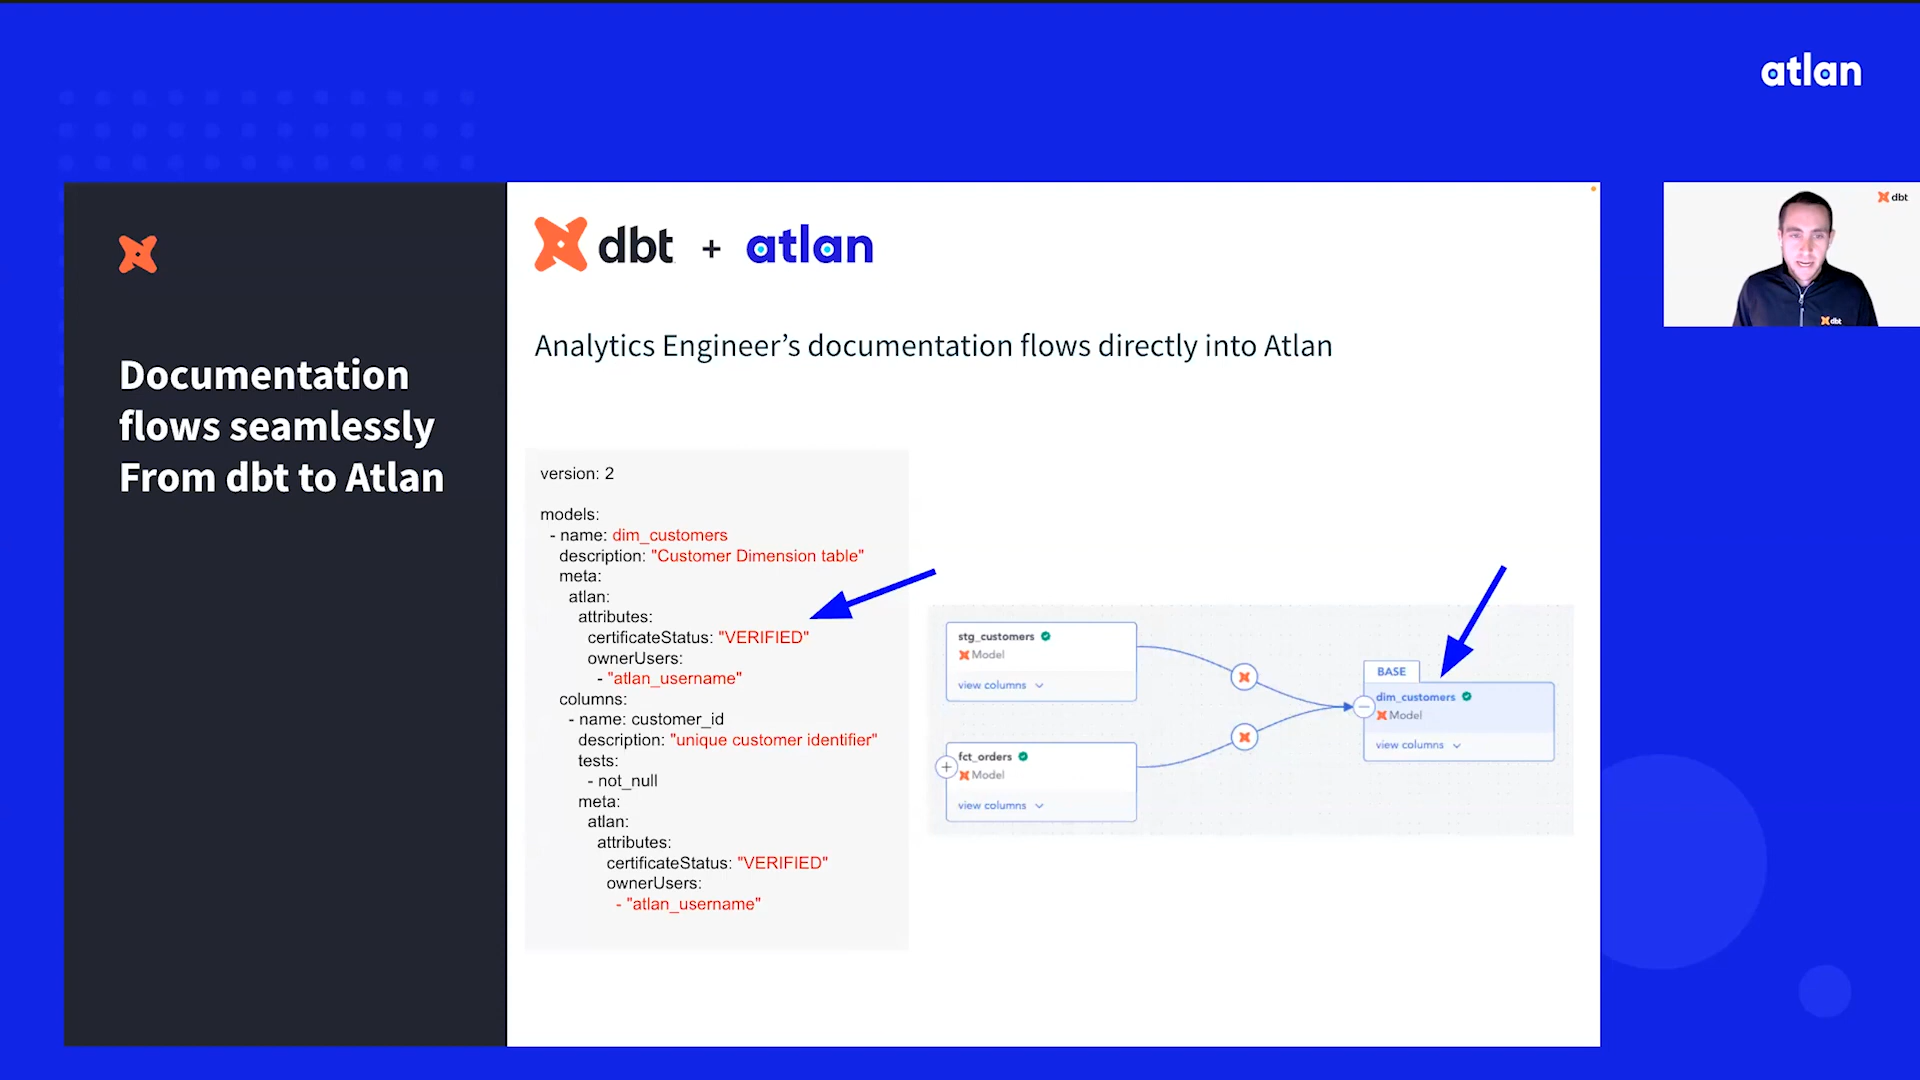 atlan
dbt
dbt
Documentation
flows seamlessly
From dbt to Atlan
dbt + atlan
Analytics Engineer’s documentation flows directly into Atlan
version: 2
models:
- name: dim_customers
description: "Customer Dimension table"
meta:
atlan:
attributes:
certificateStatus: "VERIFIED"
ownerUsers:
- "atlan_username"
columns:
- name: customer_id
description: "unique customer identifier"
tests:
- not_null
meta:
atlan:
attributes:
certificateStatus: "VERIFIED"
ownerUsers:
- "atlan_username"
stg_customers
Model
view columns
fct_orders
Model
view columns
BASE
dim_customers
Model
view columns